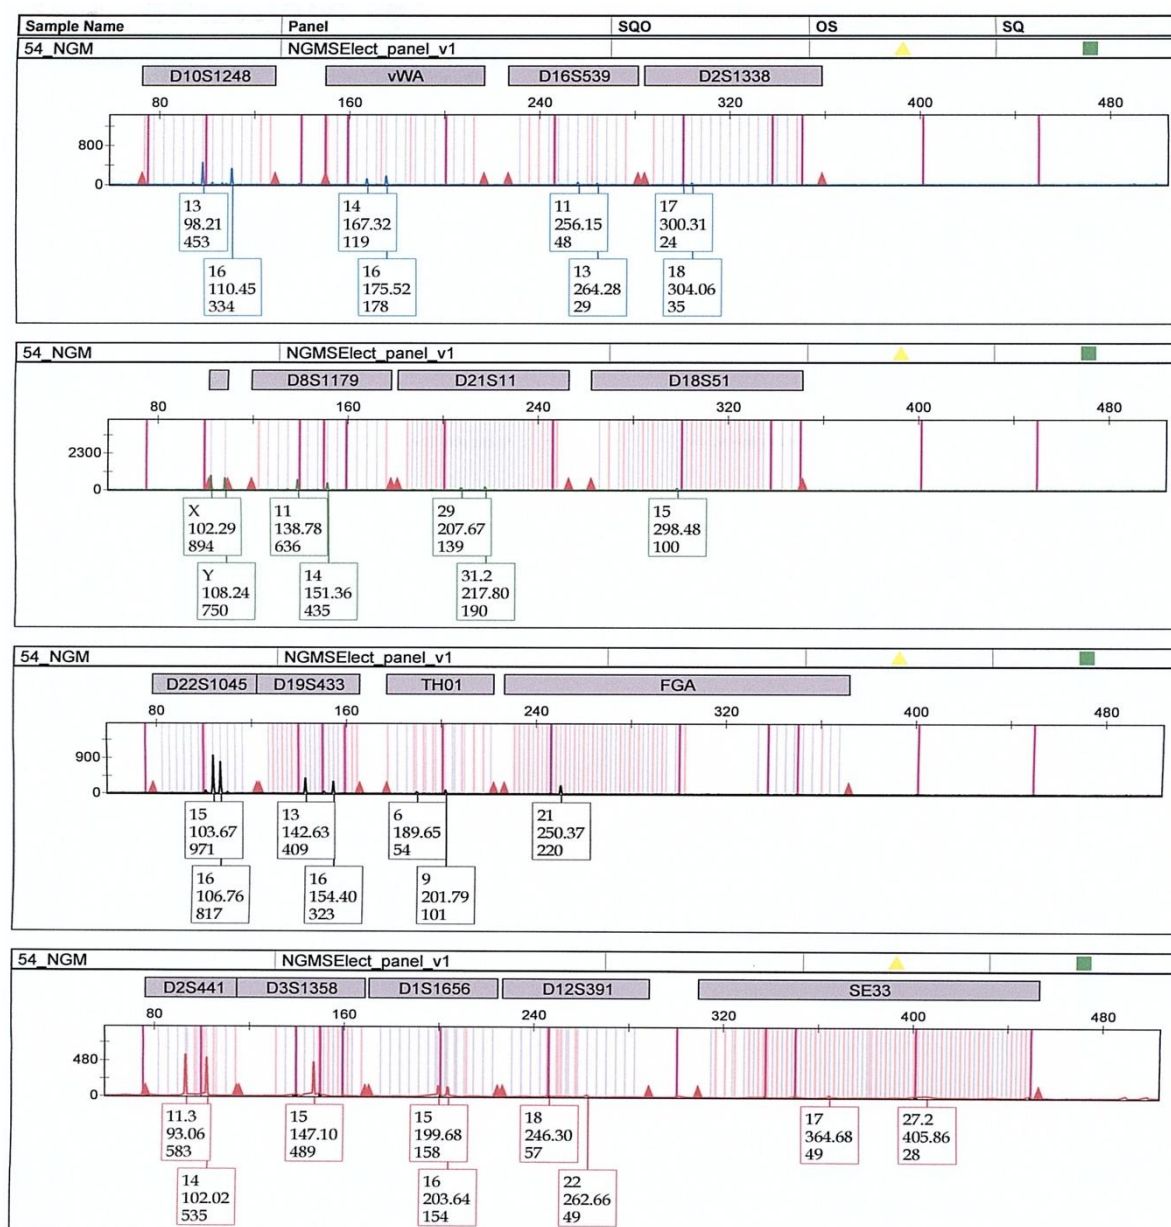 Sample Name Panel SQO OS SQ
54_NGM NGMSElect_panel_v1
D10S1248 vWA D16S539 D2S1338
80 160 240 320 400 480
800
0
13 14 11 17
98.21 167.32 256.15 300.31
453 119 48 24
16 16 13 18
110.45 175.52 264.28 304.06
334 178 29 35
54_NGM NGMSElect_panel_v1
D8S1179 D21S11 D18S51
80 160 240 320 400 480
2300
0
X 11 29 15
102.29 138.78 207.67 298.48
894 636 139 100
Y 14 31.2
108.24 151.36 217.80
750 435 190
54_NGM NGMSElect_panel_v1
D22S1045 D19S433 TH01 FGA
80 160 240 320 400 480
900
0
15 13 6 21
103.67 142.63 189.65 250.37
971 409 54 220
16 16 9
106.76 154.40 201.79
817 323 101
54_NGM NGMSElect_panel_v1
D2S441 D3S1358 D1S1656 D12S391 SE33
80 160 240 320 400 480
480
0
11.3 15 15 18 17 27.2
93.06 147.10 199.68 246.30 364.68 405.86
583 489 158 57 49 28
14 16 22
102.02 203.64 262.66
535 154 49